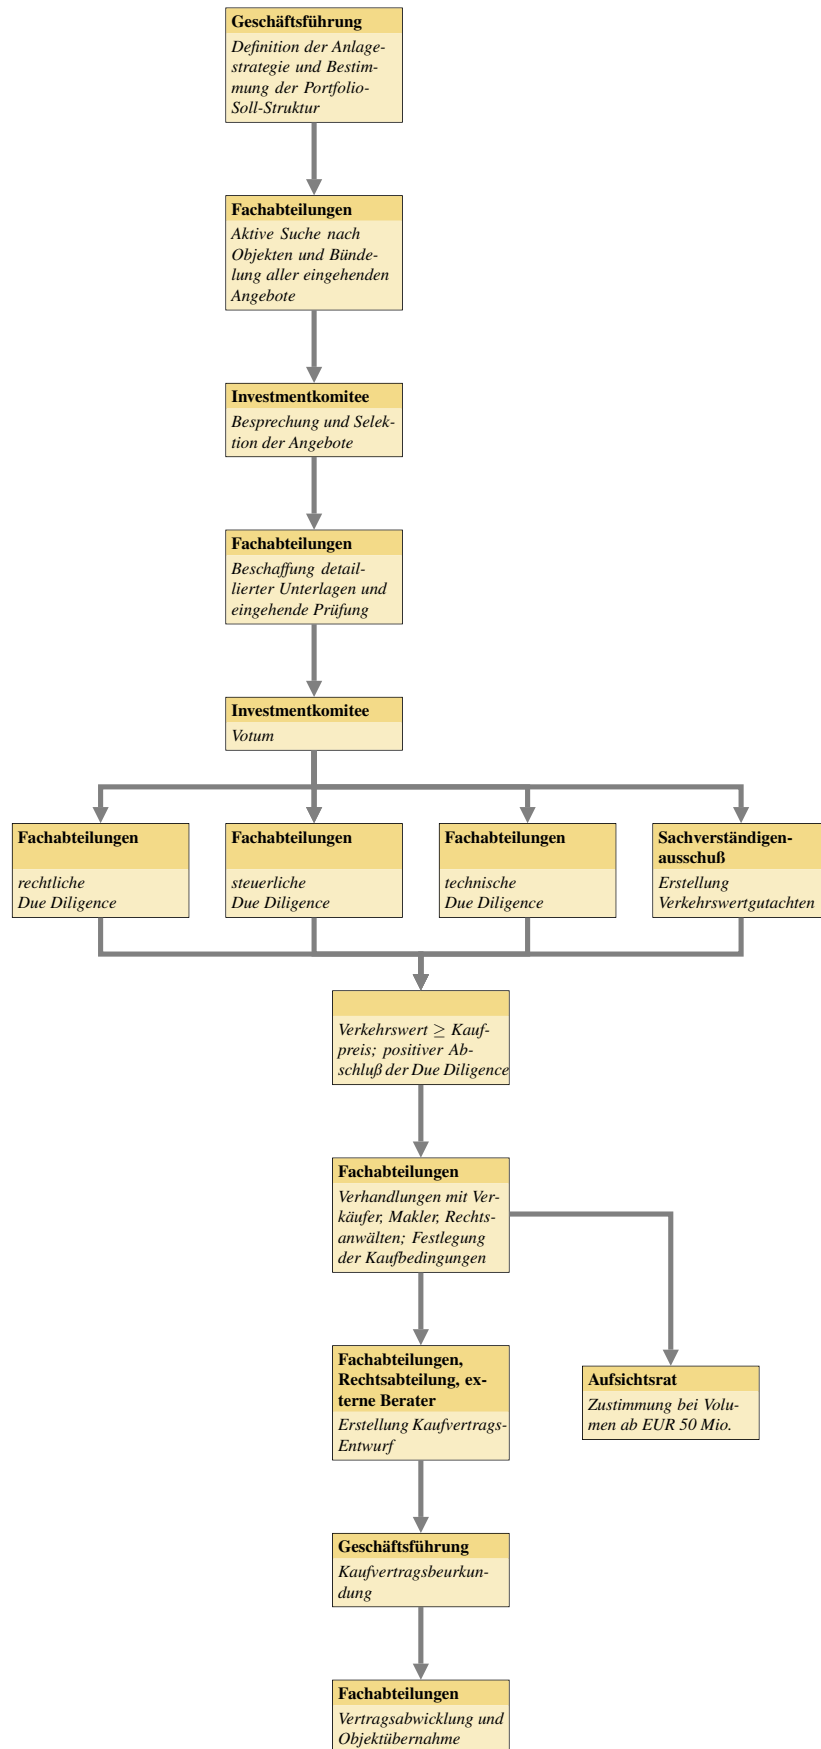 Geschäftsführung
Definition der Anlage-
strategie und Bestim-
mung der Portfolio-
Soll-Struktur
Fachabteilungen
Aktive Suche nach
Objekten und Bünde-
lung aller eingehenden
Angebote
Investmentkomitee
Besprechung und Selek-
tion der Angebote
Fachabteilungen
Beschaffung detail-
lierter Unterlagen und
eingehende Prüfung
Investmentkomitee
Votum
Fachabteilungen
rechtliche
Due Diligence
Fachabteilungen
steuerliche
Due Diligence
Fachabteilungen
technische
Due Diligence
Sachverständigen-
ausschuß
Erstellung
Verkehrswertgutachten
Verkehrswert ≥ Kauf-
preis; positiver Ab-
schluß der Due Diligence
Fachabteilungen
Verhandlungen mit Ver-
käufer, Makler, Rechts-
anwälten; Festlegung
der Kaufbedingungen
Fachabteilungen,
Rechtsabteilung, ex-
terne Berater
Erstellung Kaufvertrags-
Entwurf
Aufsichtsrat
Zustimmung bei Volu-
men ab EUR 50 Mio.
Geschäftsführung
Kaufvertragsbeurkun-
dung
Fachabteilungen
Vertragsabwicklung und
Objektübernahme